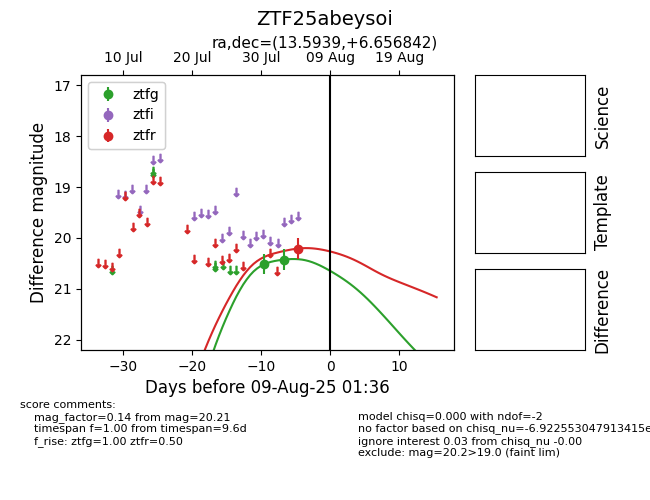 ZTF25abeysoi
ra,dec=(13.5939,+6.656842)
10 Jul 20 Jul 30 Jul 09 Aug 19 Aug
ztfg
ztfi
ztfr
17
18
19
20
21
22
Difference magnitude
−30 −20 −10 0 10
Days before 09-Aug-25 01:36
Science
Template
Difference
score comments:
mag_factor=0.14 from mag=20.21
timespan f=1.00 from timespan=9.6d
f_rise: ztfg=1.00 ztfr=0.50
model chisq=0.000 with ndof=-2
no factor based on chisq_nu=-6.922553047913415e
ignore interest 0.03 from chisq_nu -0.00
exclude: mag=20.2>19.0 (faint lim)